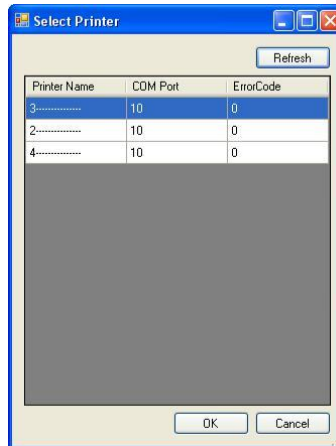 Select Printer
Refresh
Printer Name COM Port ErrorCode
3-------------- 10 0
2-------------- 10 0
4-------------- 10 0
OK Cancel